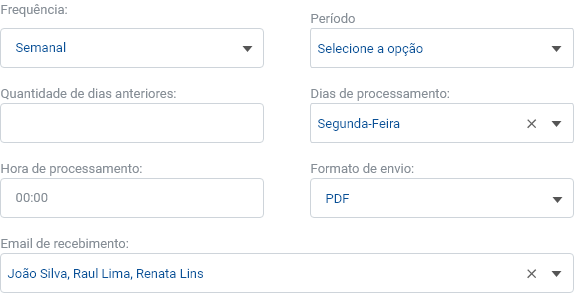 Frequência:
Período
Semanal
Selecione a opção
Quantidade de dias anteriores:
Dias de processamento:
Segunda-Feira
Hora de processamento:
Formato de envio:
00:00
PDF
Email de recebimento:
João Silva, Raul Lima, Renata Lins